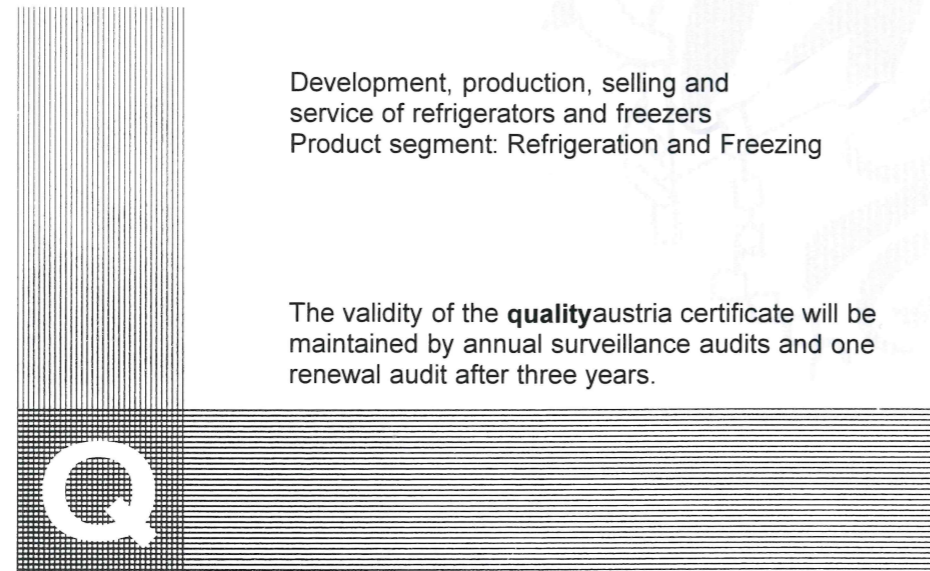 Development, production, selling and
service of refrigerators and freezers
Product segment: Refrigeration and Freezing
The validity of the qualityaustria certificate will be
maintained by annual surveillance audits and one
renewal audit after three years.
Q